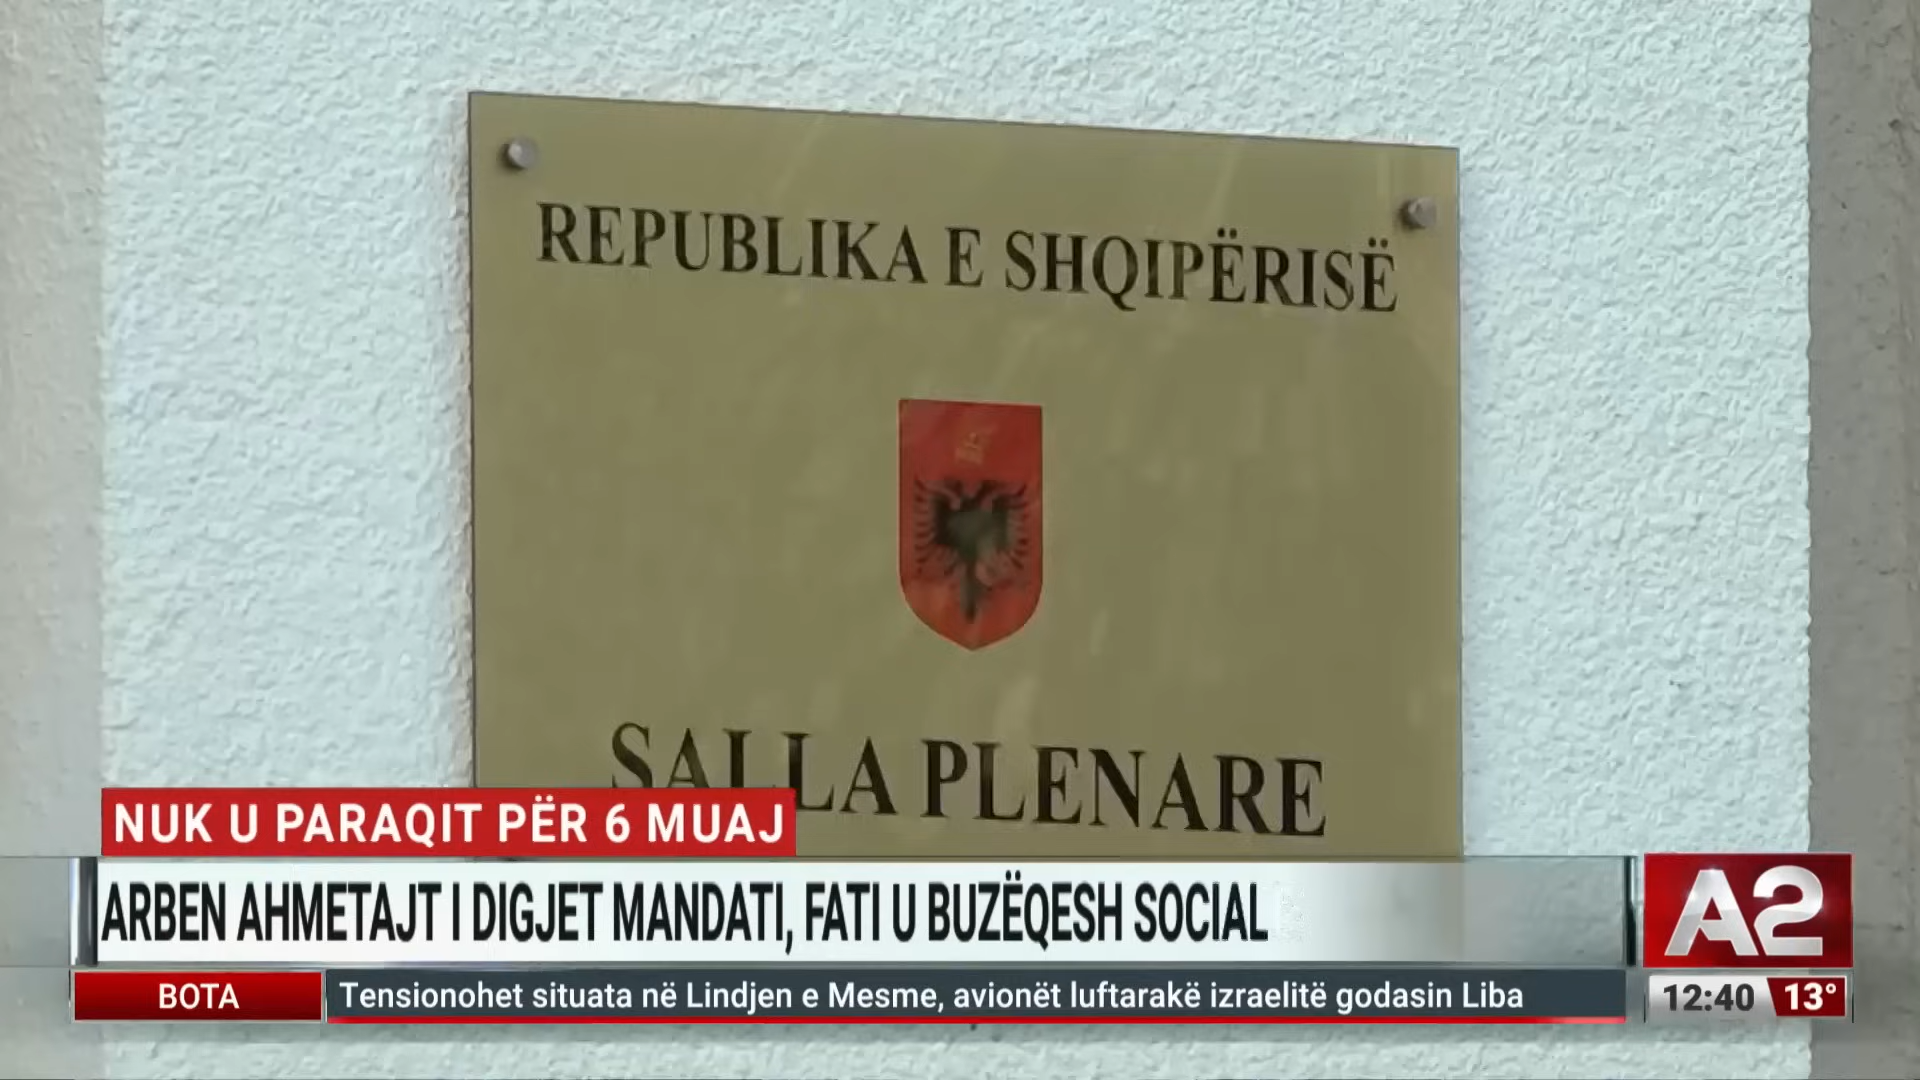 REPUBLIKA E SHQIPËRISË
SALLA PLENARE
NUK U PARAQIT PËR 6 MUAJ
ARBEN AHMETAJT I DIGJET MANDATI, FATI U BUZËQESH SOCIAL
A2
BOTA
Tensionohet situata në Lindjen e Mesme, avionët luftarakë izraelitë godasin Liba
12:40
13°